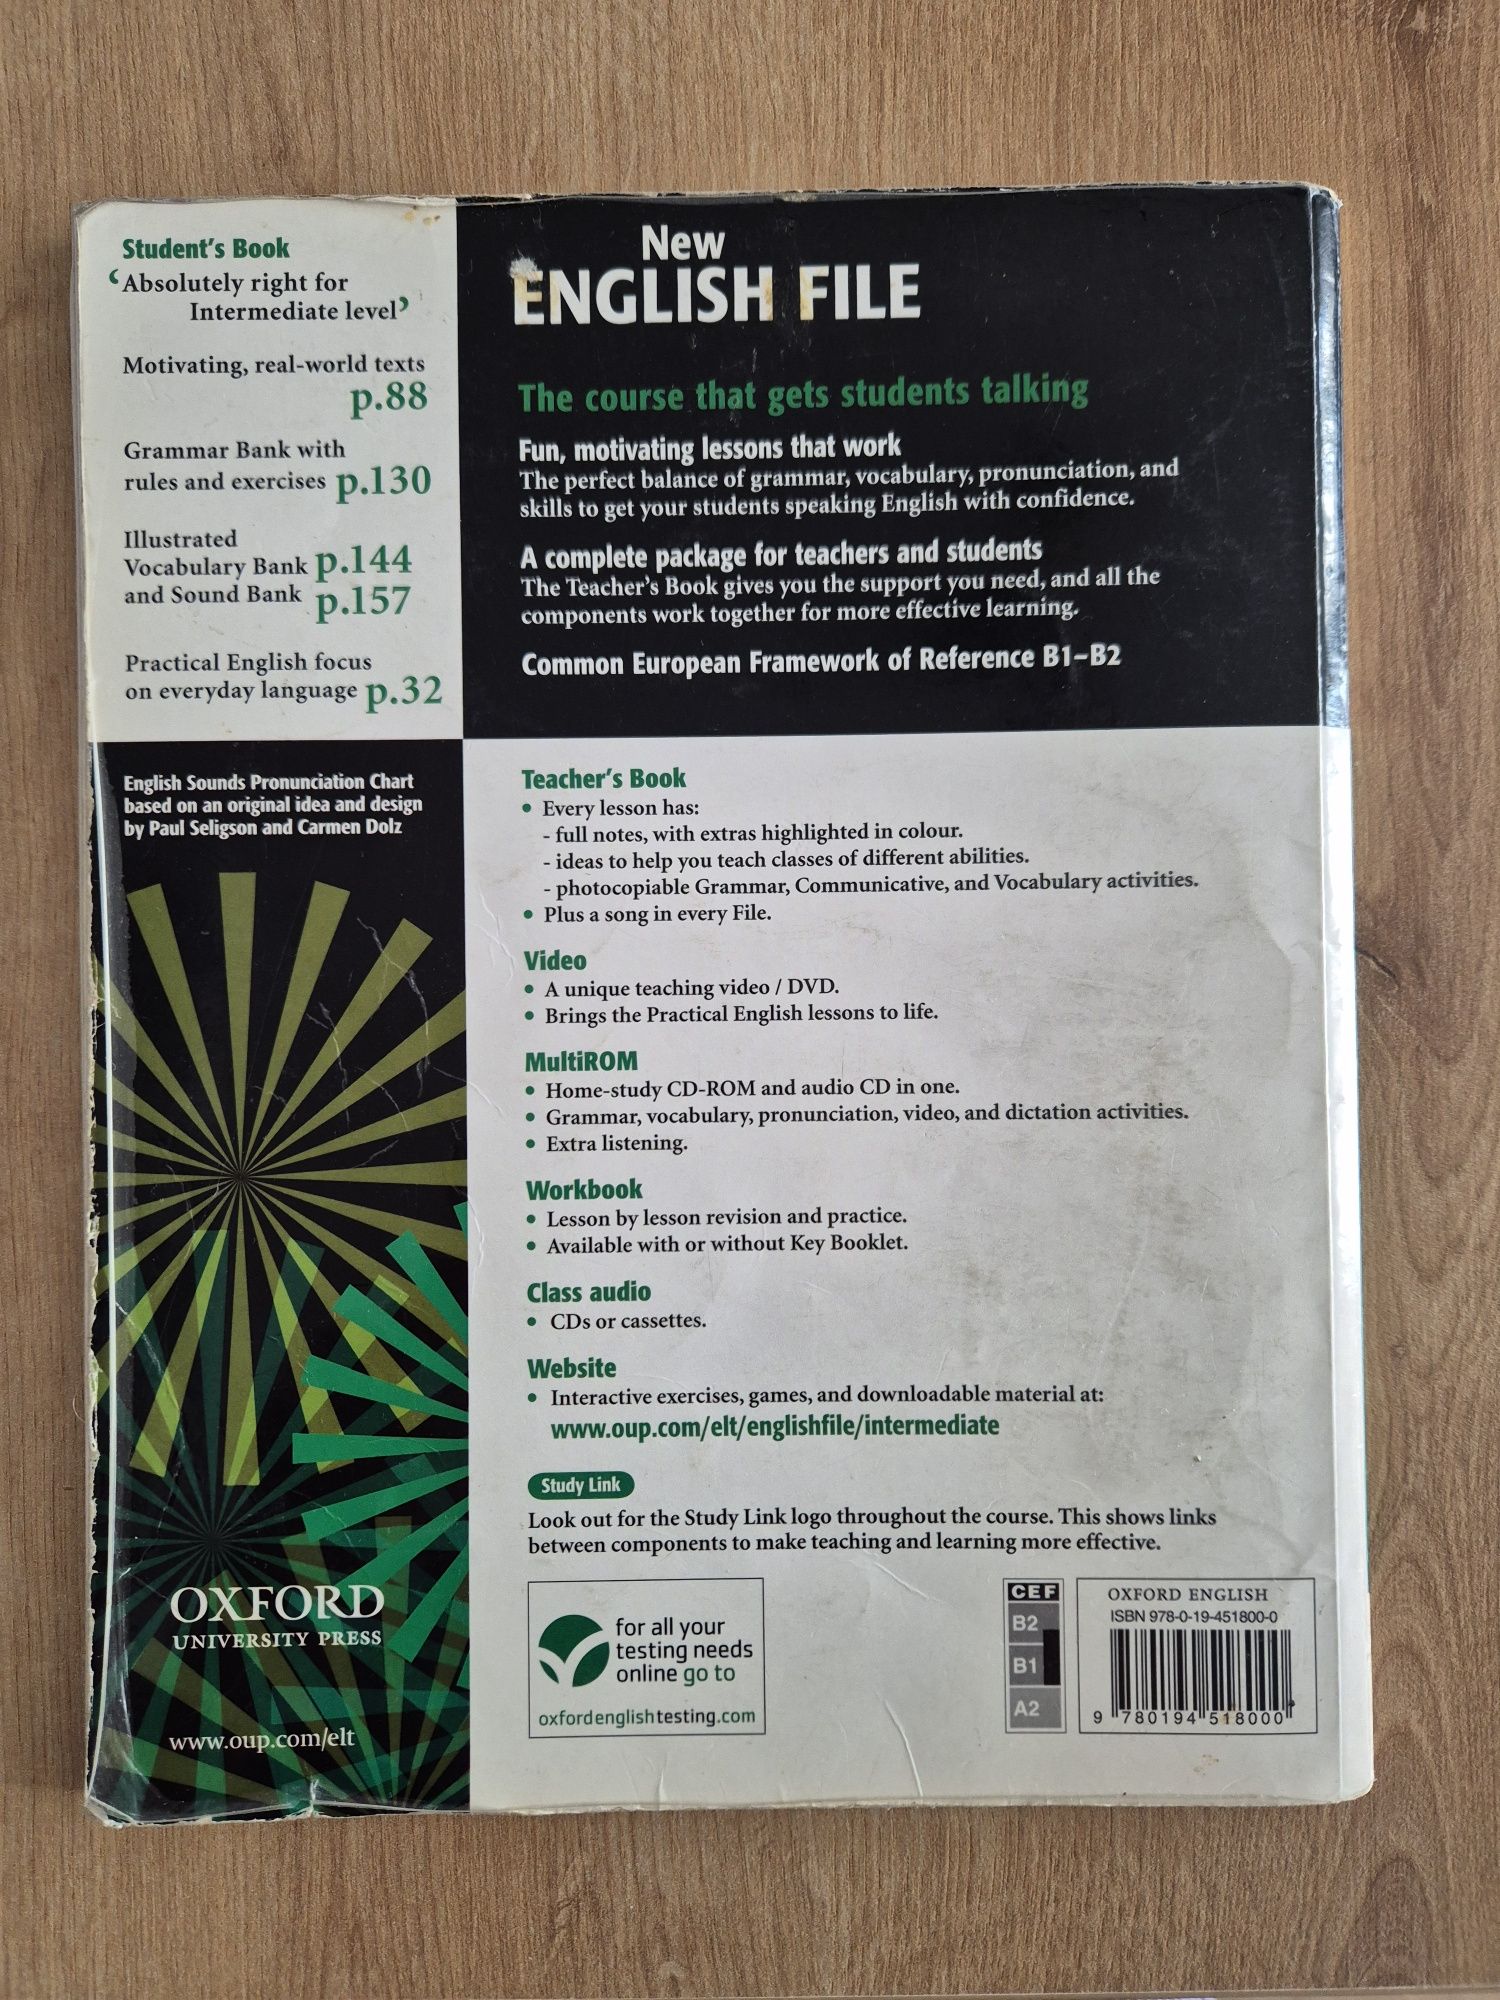 Student's Book
‘Absolutely right for
Intermediate level’
Motivating, real-world texts
p.88
Grammar Bank with
rules and exercises p.130
Illustrated
Vocabulary Bank p.144
and Sound Bank p.157
Practical English focus
on everyday language p.32
New
ENGLISH FILE
The course that gets students talking
Fun, motivating lessons that work
The perfect balance of grammar, vocabulary, pronunciation, and
skills to get your students speaking English with confidence.
A complete package for teachers and students
The Teacher's Book gives you the support you need, and all the
components work together for more effective learning.
Common European Framework of Reference B1–B2
English Sounds Pronunciation Chart
based on an original idea and design
by Paul Seligson and Carmen Dolz
OXFORD
UNIVERSITY PRESS
www.oup.com/elt
Teacher's Book
• Every lesson has:
- full notes, with extras highlighted in colour.
- ideas to help you teach classes of different abilities.
- photocopiable Grammar, Communicative, and Vocabulary activities.
• Plus a song in every File.
Video
• A unique teaching video / DVD.
• Brings the Practical English lessons to life.
MultiROM
• Home-study CD-ROM and audio CD in one.
• Grammar, vocabulary, pronunciation, video, and dictation activities.
• Extra listening.
Workbook
• Lesson by lesson revision and practice.
• Available with or without Key Booklet.
Class audio
• CDs or cassettes.
Website
• Interactive exercises, games, and downloadable material at:
www.oup.com/elt/englishfile/intermediate
Study Link
Look out for the Study Link logo throughout the course. This shows links
between components to make teaching and learning more effective.
for all your
testing needs
online go to
oxfordenglishtesting.com
CEF
B2
B1
A2
OXFORD ENGLISH
ISBN 978-0-19-451800-0
9 780194 518000